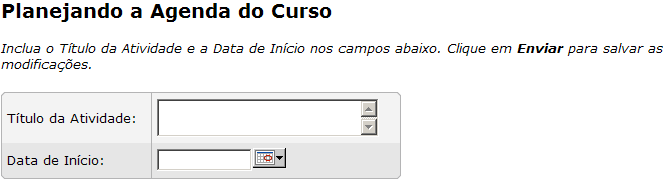 Planejando a Agenda do Curso
Inclua o Título da Atividade e a Data de Início nos campos abaixo. Clique em Enviar para salvar as
modificações.
Título da Atividade:
Data de Início: